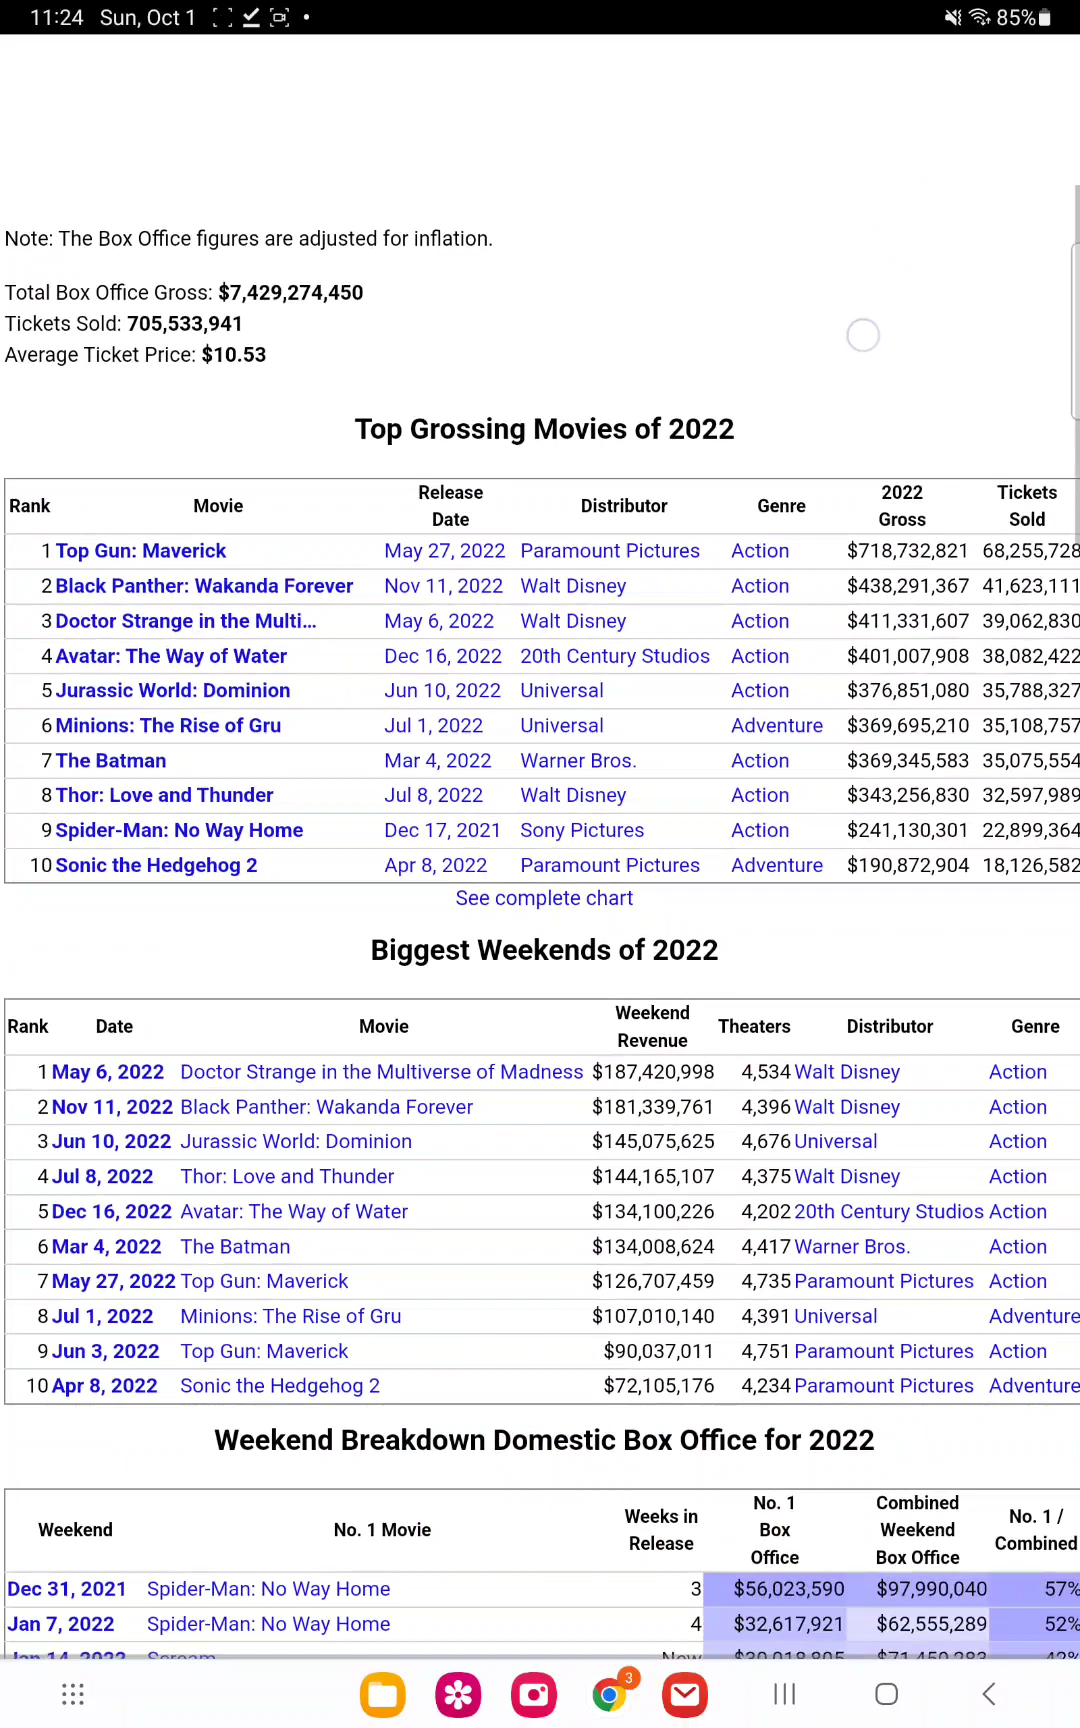 11:24 Sun, Oct 1 85%
Note: The Box Office figures are adjusted for inflation.
Total Box Office Gross: $7,429,274,450
Tickets Sold: 705,533,941
Average Ticket Price: $10.53
Top Grossing Movies of 2022
Rank Movie Release Date Distributor Genre 2022 Gross Tickets Sold
1 Top Gun: Maverick May 27, 2022 Paramount Pictures Action $718,732,821 68,255,728
2 Black Panther: Wakanda Forever Nov 11, 2022 Walt Disney Action $438,291,367 41,623,111
3 Doctor Strange in the Multi... May 6, 2022 Walt Disney Action $411,331,607 39,062,830
4 Avatar: The Way of Water Dec 16, 2022 20th Century Studios Action $401,007,908 38,082,422
5 Jurassic World: Dominion Jun 10, 2022 Universal Action $376,851,080 35,788,327
6 Minions: The Rise of Gru Jul 1, 2022 Universal Adventure $369,695,210 35,108,757
7 The Batman Mar 4, 2022 Warner Bros. Action $369,345,583 35,075,554
8 Thor: Love and Thunder Jul 8, 2022 Walt Disney Action $343,256,830 32,597,989
9 Spider-Man: No Way Home Dec 17, 2021 Sony Pictures Action $241,130,301 22,899,364
10 Sonic the Hedgehog 2 Apr 8, 2022 Paramount Pictures Adventure $190,872,904 18,126,582
See complete chart
Biggest Weekends of 2022
Rank Date Movie Weekend Revenue Theaters Distributor Genre
1 May 6, 2022 Doctor Strange in the Multiverse of Madness $187,420,998 4,534 Walt Disney Action
2 Nov 11, 2022 Black Panther: Wakanda Forever $181,339,761 4,396 Walt Disney Action
3 Jun 10, 2022 Jurassic World: Dominion $145,075,625 4,676 Universal Action
4 Jul 8, 2022 Thor: Love and Thunder $144,165,107 4,375 Walt Disney Action
5 Dec 16, 2022 Avatar: The Way of Water $134,100,226 4,202 20th Century Studios Action
6 Mar 4, 2022 The Batman $134,008,624 4,417 Warner Bros. Action
7 May 27, 2022 Top Gun: Maverick $126,707,459 4,735 Paramount Pictures Action
8 Jul 1, 2022 Minions: The Rise of Gru $107,010,140 4,391 Universal Adventure
9 Jun 3, 2022 Top Gun: Maverick $90,037,011 4,751 Paramount Pictures Action
10 Apr 8, 2022 Sonic the Hedgehog 2 $72,105,176 4,234 Paramount Pictures Adventure
Weekend Breakdown Domestic Box Office for 2022
Weekend No. 1 Movie Weeks in Release No. 1 Box Office Combined Weekend Box Office No. 1 / Combined
Dec 31, 2021 Spider-Man: No Way Home 3 $56,023,590 $97,990,040 57%
Jan 7, 2022 Spider-Man: No Way Home 4 $32,617,921 $62,555,289 52%
Jan 14, 2022 Scream New
3